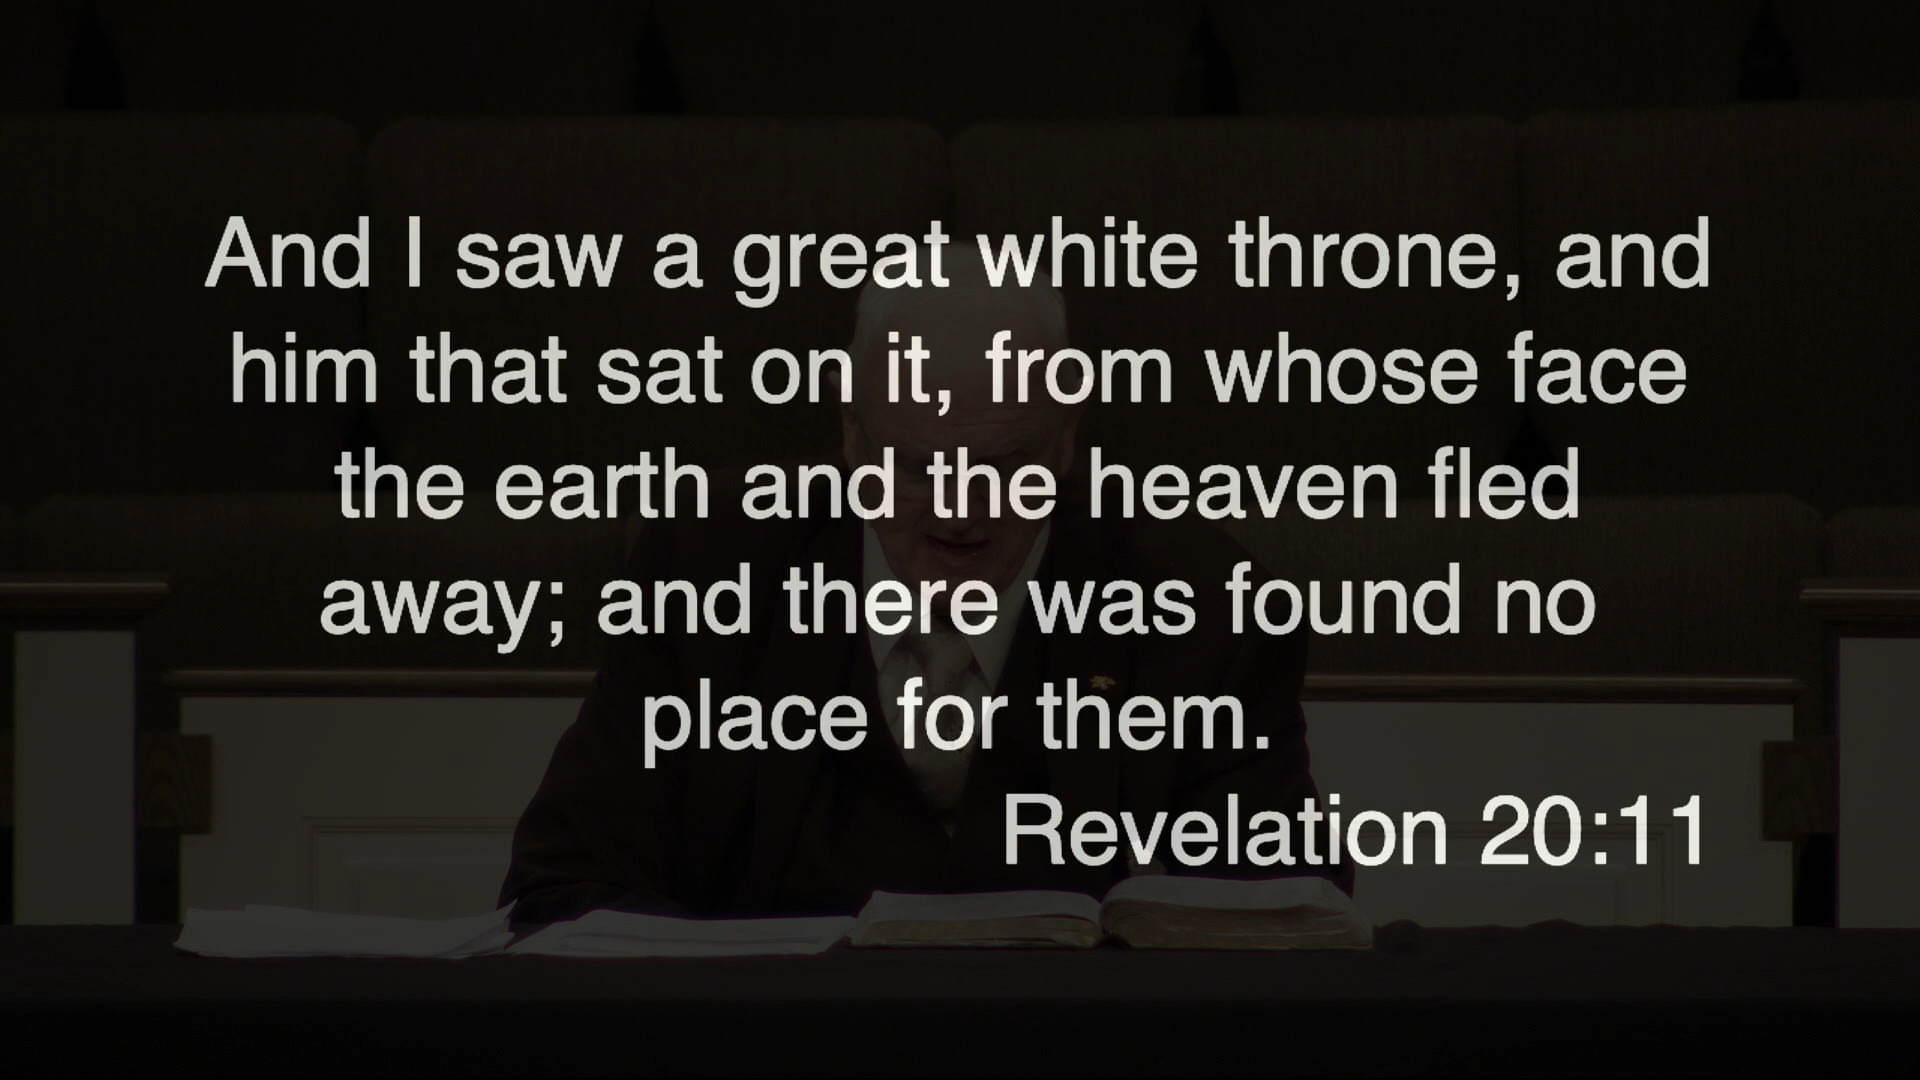 And I saw a great white throne, and
him that sat on it, from whose face
the earth and the heaven fled
away; and there was found no
place for them.
Revelation 20:11